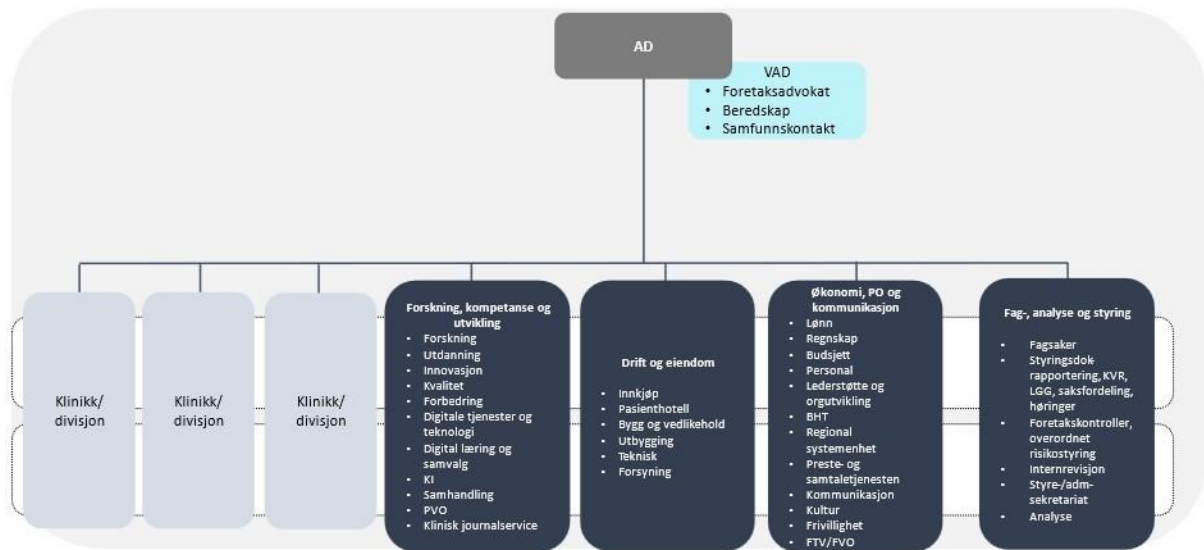 AD
VAD
• Foretaksadvokat
• Beredskap
• Samfunnskontakt
Klinikk/
divisjon
Klinikk/
divisjon
Klinikk/
divisjon
Forskning, kompetanse og
utvikling
• Forskning
• Utdanning
• Innovasjon
• Kvalitet
• Forbedring
• Digitale tjenester og
teknologi
• Digital læring og
samvalg
• KI
• Samhandling
• PVO
• Klinisk journalservice
Drift og eiendom
• Innkjøp
• Pasienthotell
• Bygg og vedlikehold
• Utbygging
• Teknisk
• Forsyning
Økonomi, PO og
kommunikasjon
• Lønn
• Regnskap
• Budsjett
• Personal
• Lederstøtte og
orgutvikling
• BHT
• Regional
systemenhet
• Preste- og
samtaletjenesten
• Kommunikasjon
• Kultur
• Frivillighet
• FTV/FVO
Fag-, analyse og styring
• Fagsaker
• Styringsdok-
rapportering, KVR,
LGG, saksfordeling,
høringer
• Foretakskontroller,
overordnet
risikostyring
• Internrevisjon
• Styre-/adm-
sekretariat
• Analyse